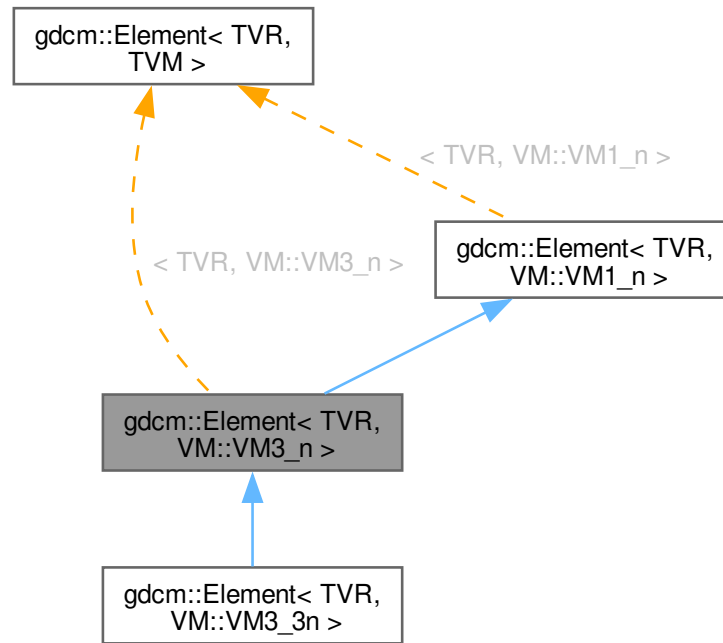 gdcm::Element< TVR,
TVM >
< TVR, VM::VM1_n >
gdcm::Element< TVR,
VM::VM1_n >
< TVR, VM::VM3_n >
gdcm::Element< TVR,
VM::VM3_n >
gdcm::Element< TVR,
VM::VM3_3n >